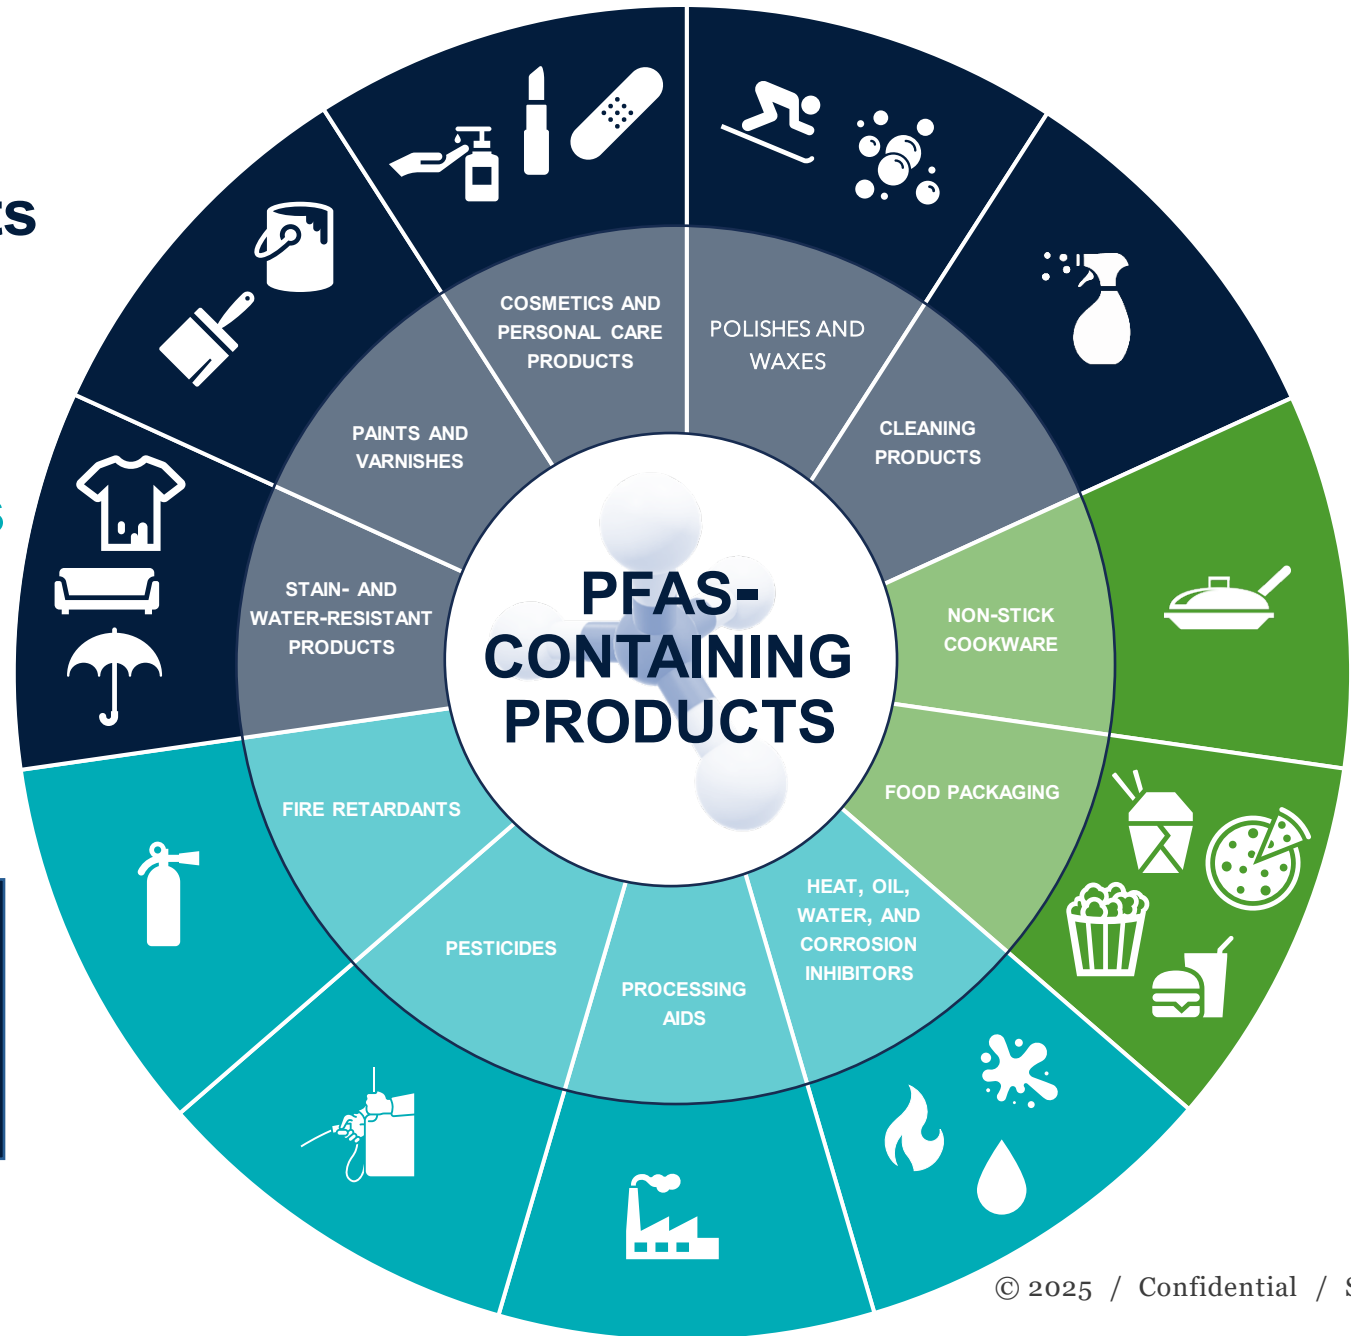 COSMETICS AND
PERSONAL CARE
PRODUCTS
POLISHES AND
WAXES
CLEANING
PRODUCTS
NON-STICK
COOKWARE
FOOD PACKAGING
HEAT, OIL,
WATER, AND
CORROSION
INHIBITORS
PROCESSING
AIDS
PESTICIDES
FIRE RETARDANTS
STAIN- AND
WATER-RESISTANT
PRODUCTS
PAINTS AND
VARNISHES
PFAS-
CONTAINING
PRODUCTS
© 2025 / Confidential /